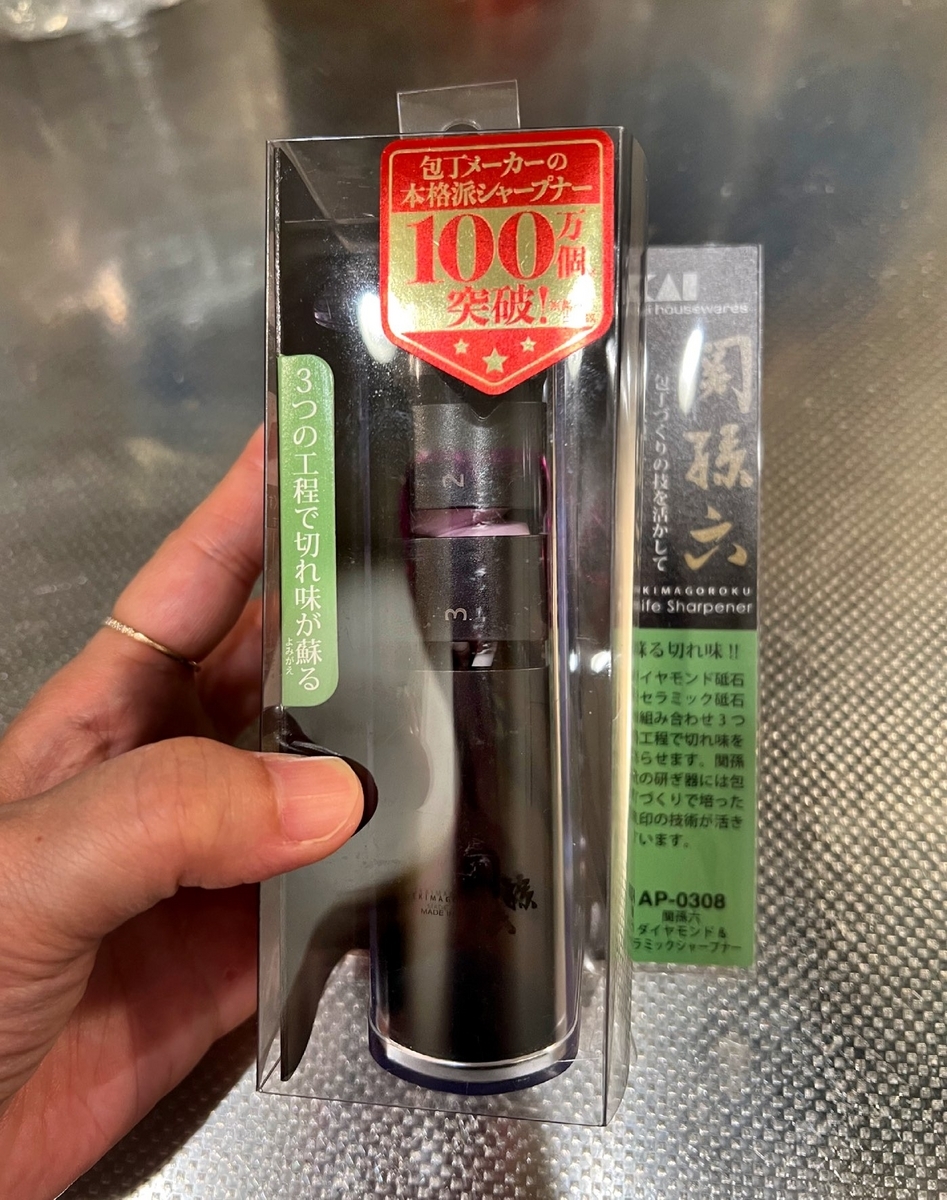 包丁メーカーの
本格派シャープナー
100万個
突破!
3つの工程で切れ味が蘇る
よみがえ
2
3
MADE
KAI
housewares
関孫六
包丁づくりの技を活かして
KIMAGOROKU
ife Sharpener
る切れ味!!
イヤモンド砥石
セラミック砥石
組み合わせ3つ
工程で切れ味を
らせます。関孫
の研ぎ器には包
づくりで培った
印の技術が活き
います。
AP-0308
関孫六
ダイヤモンド&
ラミックシャープナー